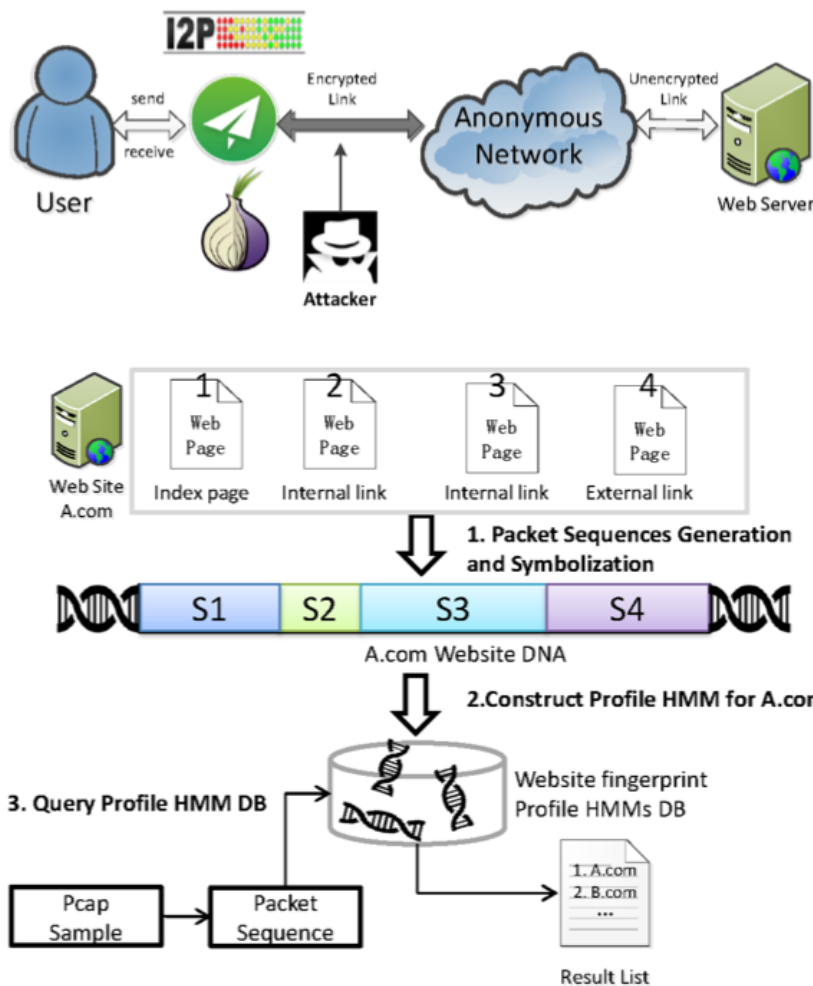 I2P
send
receive
Encrypted
Link
Unencrypted
Link
Anonymous
Network
User
Web Server
Attacker
1
2
3
4
Web
Page
Web
Page
Web
Page
Web
Page
Web Site
A.com
Index page
Internal link
Internal link
External link
1. Packet Sequences Generation
and Symbolization
S1
S2
S3
S4
A.com Website DNA
2.Construct Profile HMM for A.com
Website fingerprint
Profile HMMs DB
3. Query Profile HMM DB
1. A.com
2. B.com
...
Pcap
Sample
Packet
Sequence
Result List